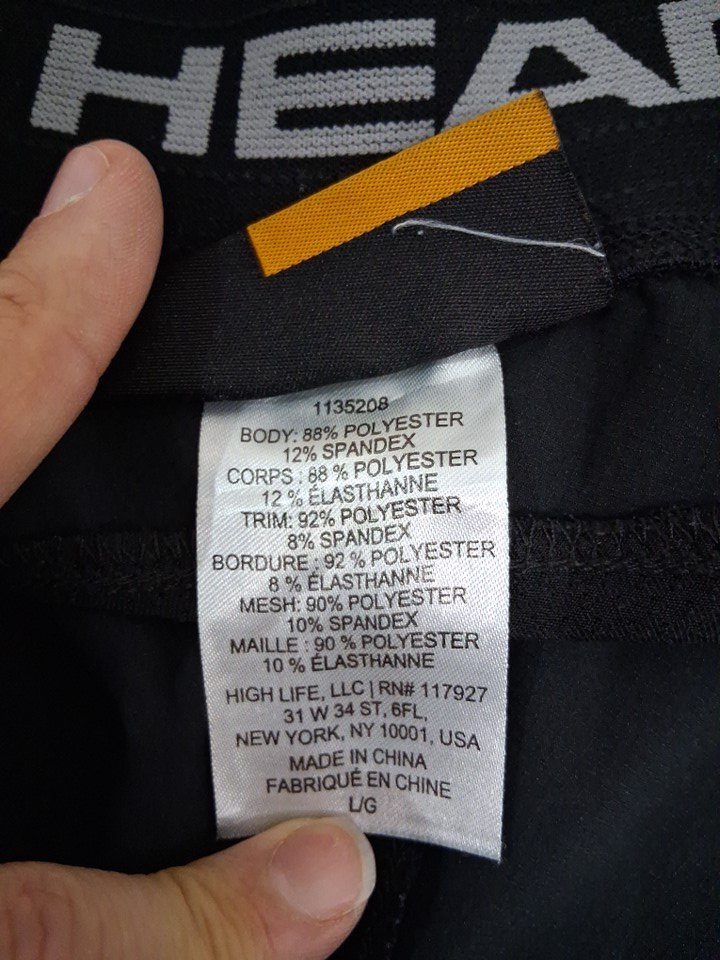 HEA
1135208
BODY: 88% POLYESTER
12% SPANDEX
CORPS : 88 % POLYESTER
12 % ÉLASTHANNE
TRIM: 92% POLYESTER
8% SPANDEX
BORDURE : 92 % POLYESTER
8 % ÉLASTHANNE
MESH: 90% POLYESTER
10% SPANDEX
MAILLE : 90 % POLYESTER
10 % ÉLASTHANNE
HIGH LIFE, LLC | RN# 117927
31 W 34 ST, 6FL,
NEW YORK, NY 10001, USA
MADE IN CHINA
FABRIQUÉ EN CHINE
L/G